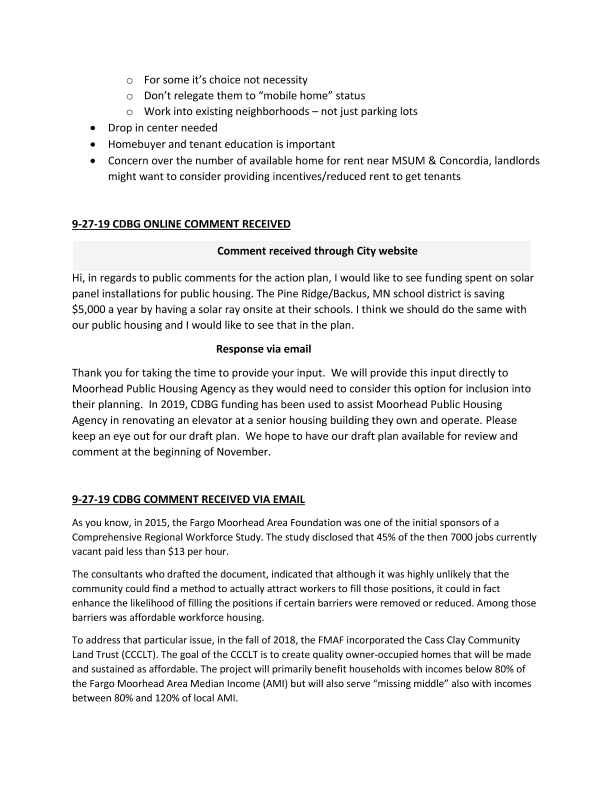 o For some it's choice not necessity
o Don't relegate them to "mobile home" status
o Work into existing neighborhoods – not just parking lots
• Drop in center needed
• Homebuyer and tenant education is important
• Concern over the number of available home for rent near MSUM & Concordia, landlords
might want to consider providing incentives/reduced rent to get tenants
9-27-19 CDBG ONLINE COMMENT RECEIVED
Comment received through City website
Hi, in regards to public comments for the action plan, I would like to see funding spent on solar
panel installations for public housing. The Pine Ridge/Backus, MN school district is saving
$5,000 a year by having a solar ray onsite at their schools. I think we should do the same with
our public housing and I would like to see that in the plan.
Response via email
Thank you for taking the time to provide your input. We will provide this input directly to
Moorhead Public Housing Agency as they would need to consider this option for inclusion into
their planning. In 2019, CDBG funding has been used to assist Moorhead Public Housing
Agency in renovating an elevator at a senior housing building they own and operate. Please
keep an eye out for our draft plan. We hope to have our draft plan available for review and
comment at the beginning of November.
9-27-19 CDBG COMMENT RECEIVED VIA EMAIL
As you know, in 2015, the Fargo Moorhead Area Foundation was one of the initial sponsors of a
Comprehensive Regional Workforce Study. The study disclosed that 45% of the then 7000 jobs currently
vacant paid less than $13 per hour.
The consultants who drafted the document, indicated that although it was highly unlikely that the
community could find a method to actually attract workers to fill those positions, it could in fact
enhance the likelihood of filling the positions if certain barriers were removed or reduced. Among those
barriers was affordable workforce housing.
To address that particular issue, in the fall of 2018, the FMAF incorporated the Cass Clay Community
Land Trust (CCCLT). The goal of the CCCLT is to create quality owner-occupied homes that will be made
and sustained as affordable. The project will primarily benefit households with incomes below 80% of
the Fargo Moorhead Area Median Income (AMI) but will also serve "missing middle" also with incomes
between 80% and 120% of local AMI.